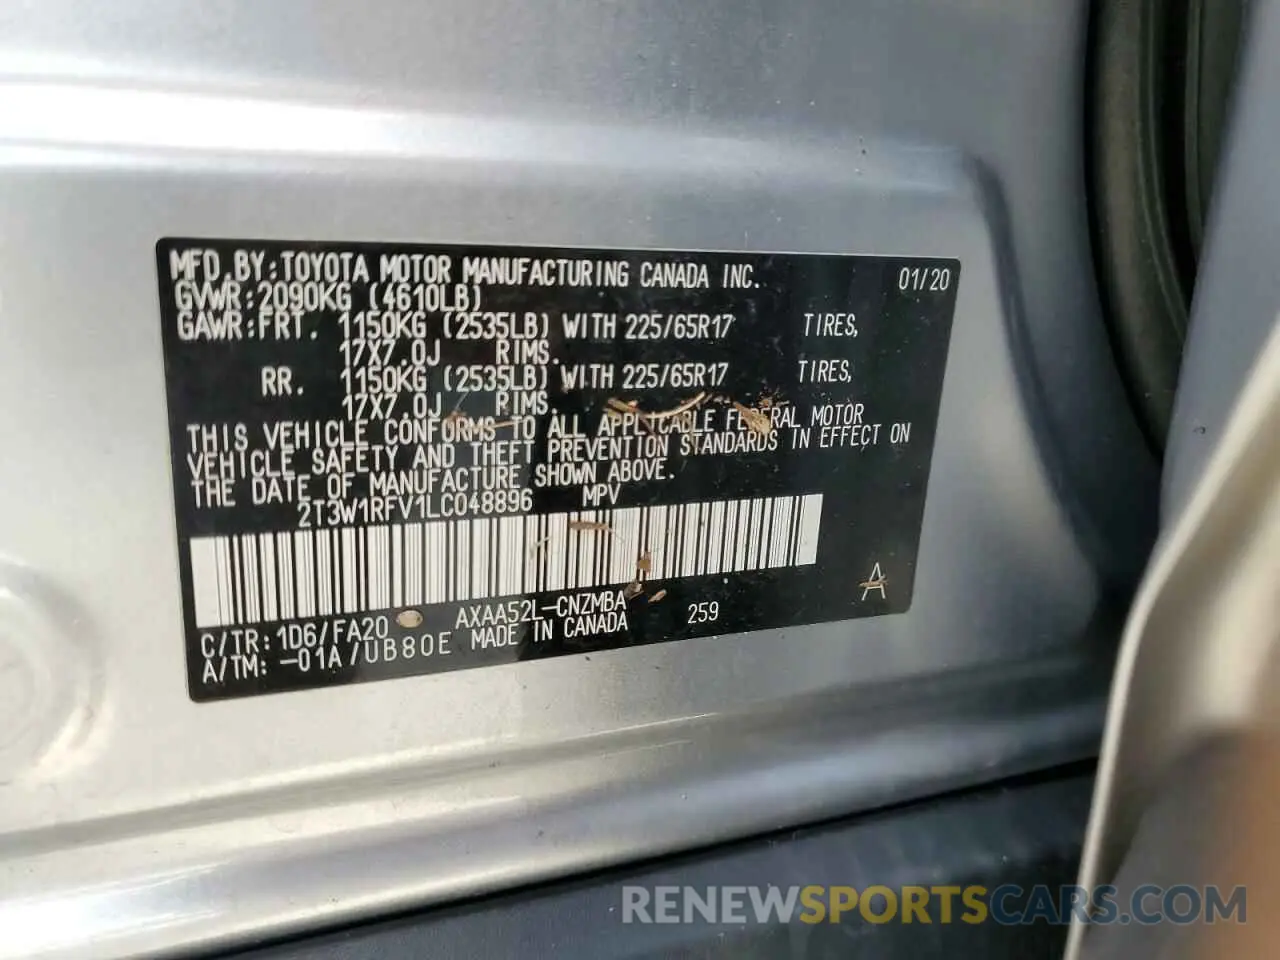 MFD.BY:TOYOTA MOTOR MANUFACTURING CANADA INC. 01/20
GVWR:2090KG (4610LB)
GAWR:FRT. 1150KG (2535LB) WITH 225/65R17 TIRES,
17X7.0J RIMS.
RR. 1150KG (2535LB) WITH 225/65R17 TIRES,
17X7.0J RIMS.
THIS VEHICLE CONFORMS TO ALL APPLICABLE FEDERAL MOTOR
VEHICLE SAFETY AND THEFT PREVENTION STANDARDS IN EFFECT ON
THE DATE OF MANUFACTURE SHOWN ABOVE.
2T3W1RFV1LC048896 MPV
C/TR:1D6/FA20 AXAA52L-CNZMBA 259 A
A/TM:-01A/UB80E MADE IN CANADA
RENEWSPORTSCARS.COM